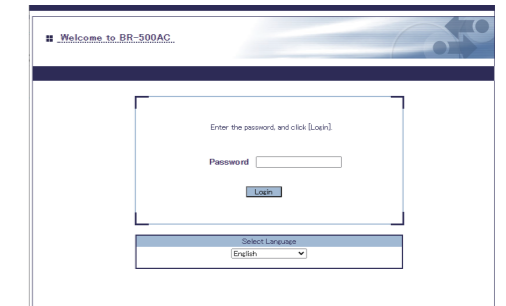 Welcome to BR-500AC
Enter the password, and click [Login].
Password
Login
Select Language
English